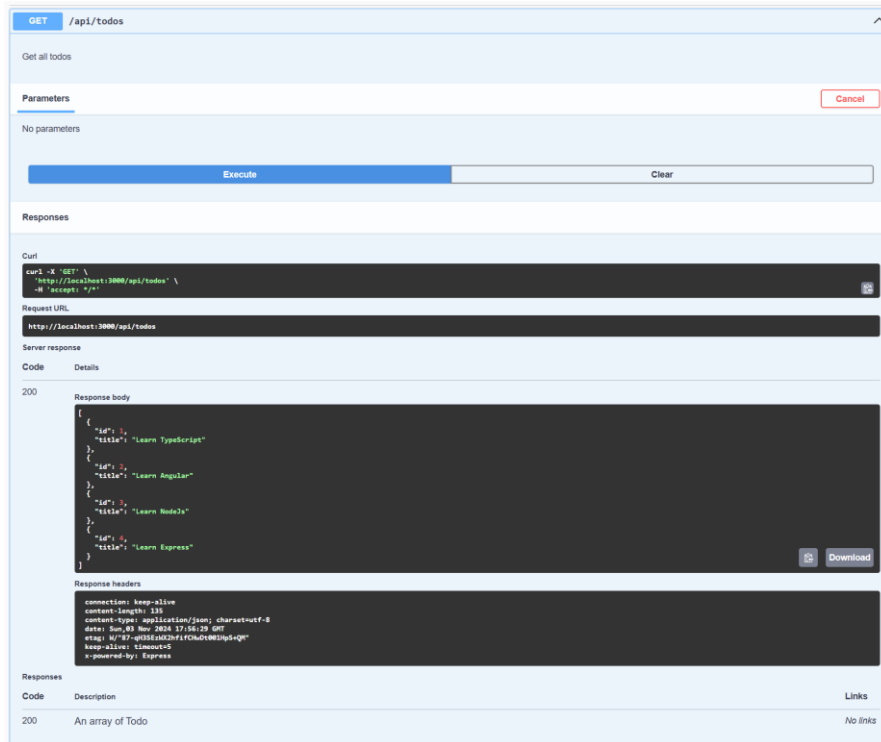 GET /api/todos
Get all todos
Parameters
Cancel
No parameters
Execute
Clear
Responses
Curl
curl -X 'GET' \
'http://localhost:3000/api/todos' \
-H 'accept: */*'
Request URL
http://localhost:3000/api/todos
Server response
Code Details
200
Response body
[
{
"id": 1,
"title": "Learn TypeScript"
},
{
"id": 2,
"title": "Learn Angular"
},
{
"id": 3,
"title": "Learn NodeJs"
},
{
"id": 4,
"title": "Learn Express"
}
]
Download
Response headers
connection: keep-alive
content-length: 135
content-type: application/json; charset=utf-8
date: Sun,03 Nov 2024 17:56:29 GMT
etag:
keep-alive: timeout=5
x-powered-by: Express
Responses
Code Description Links
200 An array of Todo No links